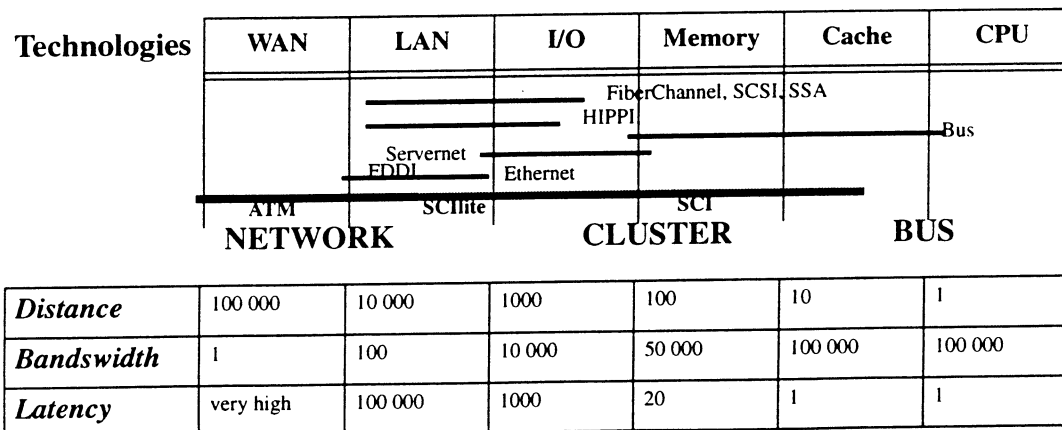 Technologies WAN LAN I/O Memory Cache CPU
FiberChannel, SCSI, SSA
HIPPI
Bus
Servernet
FDDI Ethernet
ATM SCIlite SCI
NETWORK CLUSTER BUS
Distance 100 000 10 000 1000 100 10 1
Bandswidth 1 100 10 000 50 000 100 000 100 000
Latency very high 100 000 1000 20 1 1